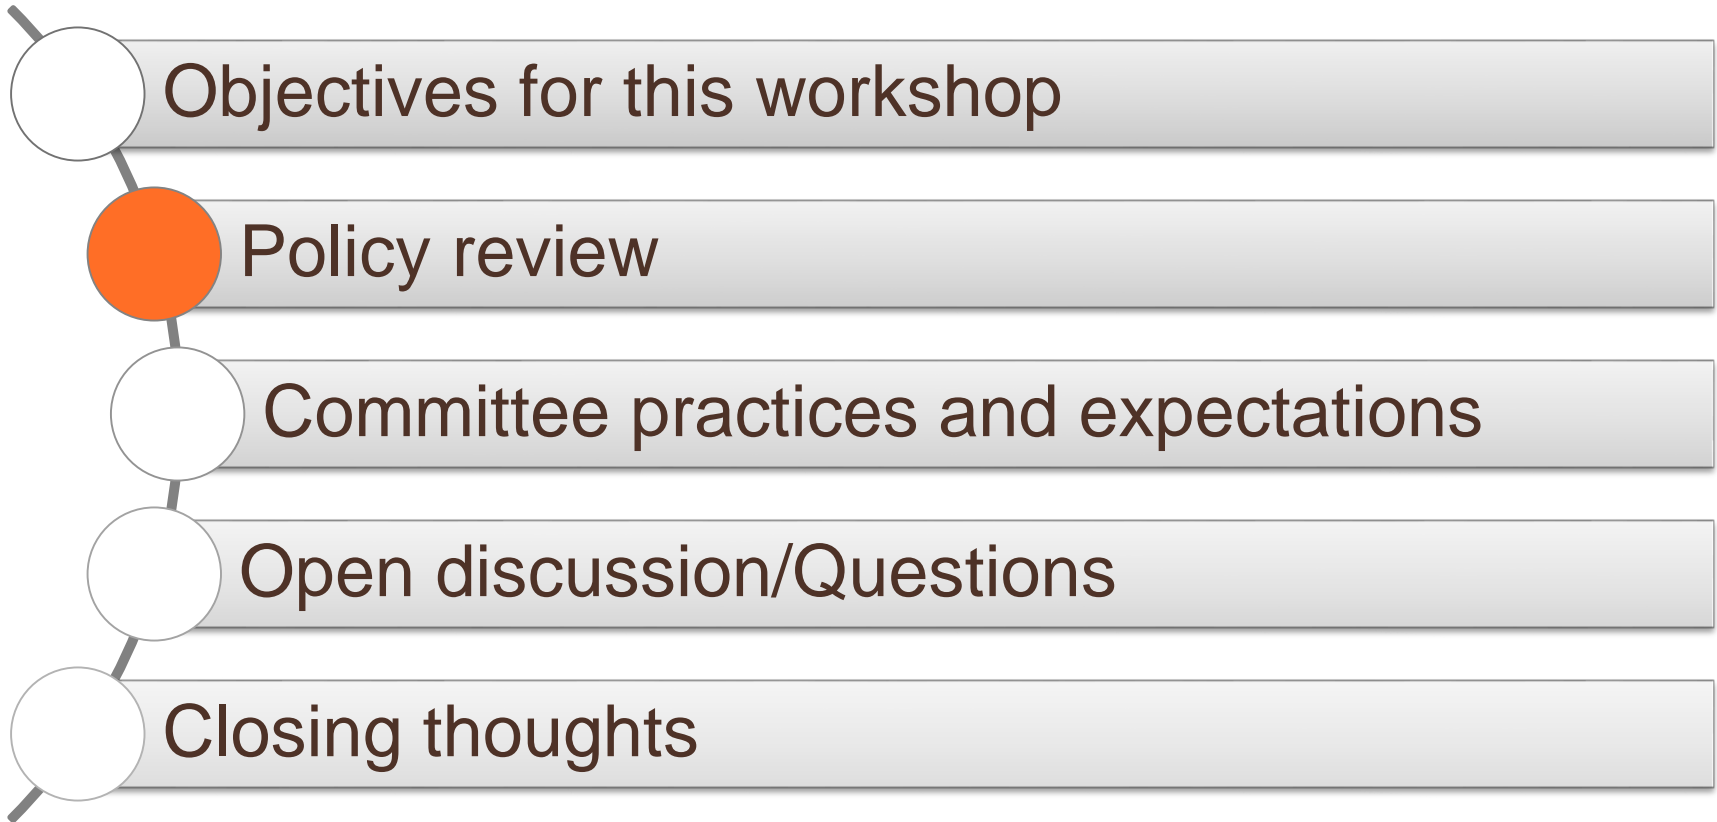 Objectives for this workshop
Policy review
Committee practices and expectations
Open discussion/Questions
Closing thoughts